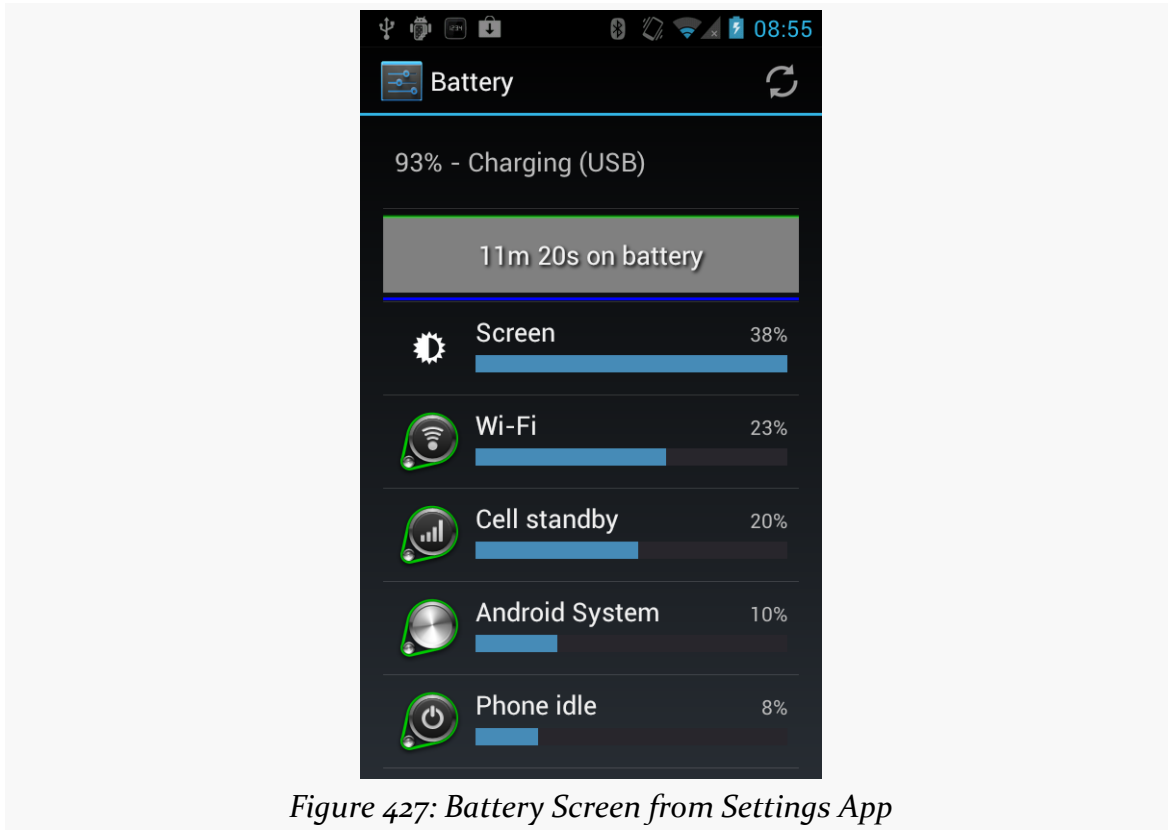 08:55
Battery
93% - Charging (USB)
11m 20s on battery
Screen 38%
Wi-Fi 23%
Cell standby 20%
Android System 10%
Phone idle 8%
Figure 427: Battery Screen from Settings App